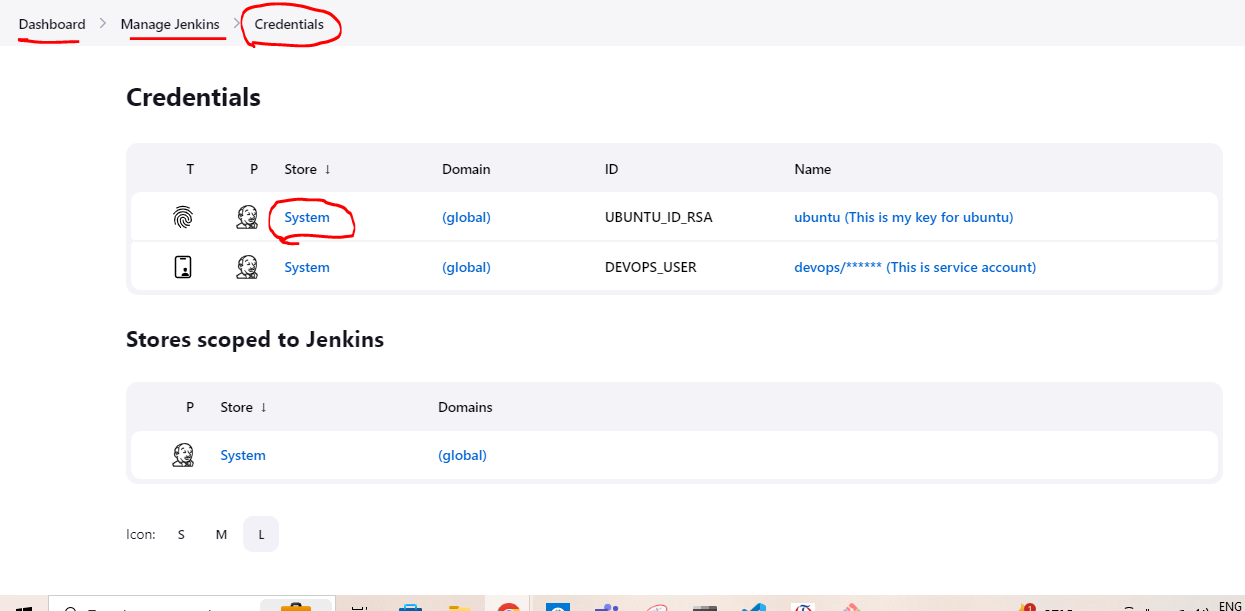 Dashboard > Manage Jenkins > Credentials
Credentials
T P Store ↓ Domain ID Name
System (global) UBUNTU_ID_RSA ubuntu (This is my key for ubuntu)
System (global) DEVOPS_USER devops/****** (This is service account)
Stores scoped to Jenkins
P Store ↓ Domains
System (global)
Icon: S M L
1 ENG